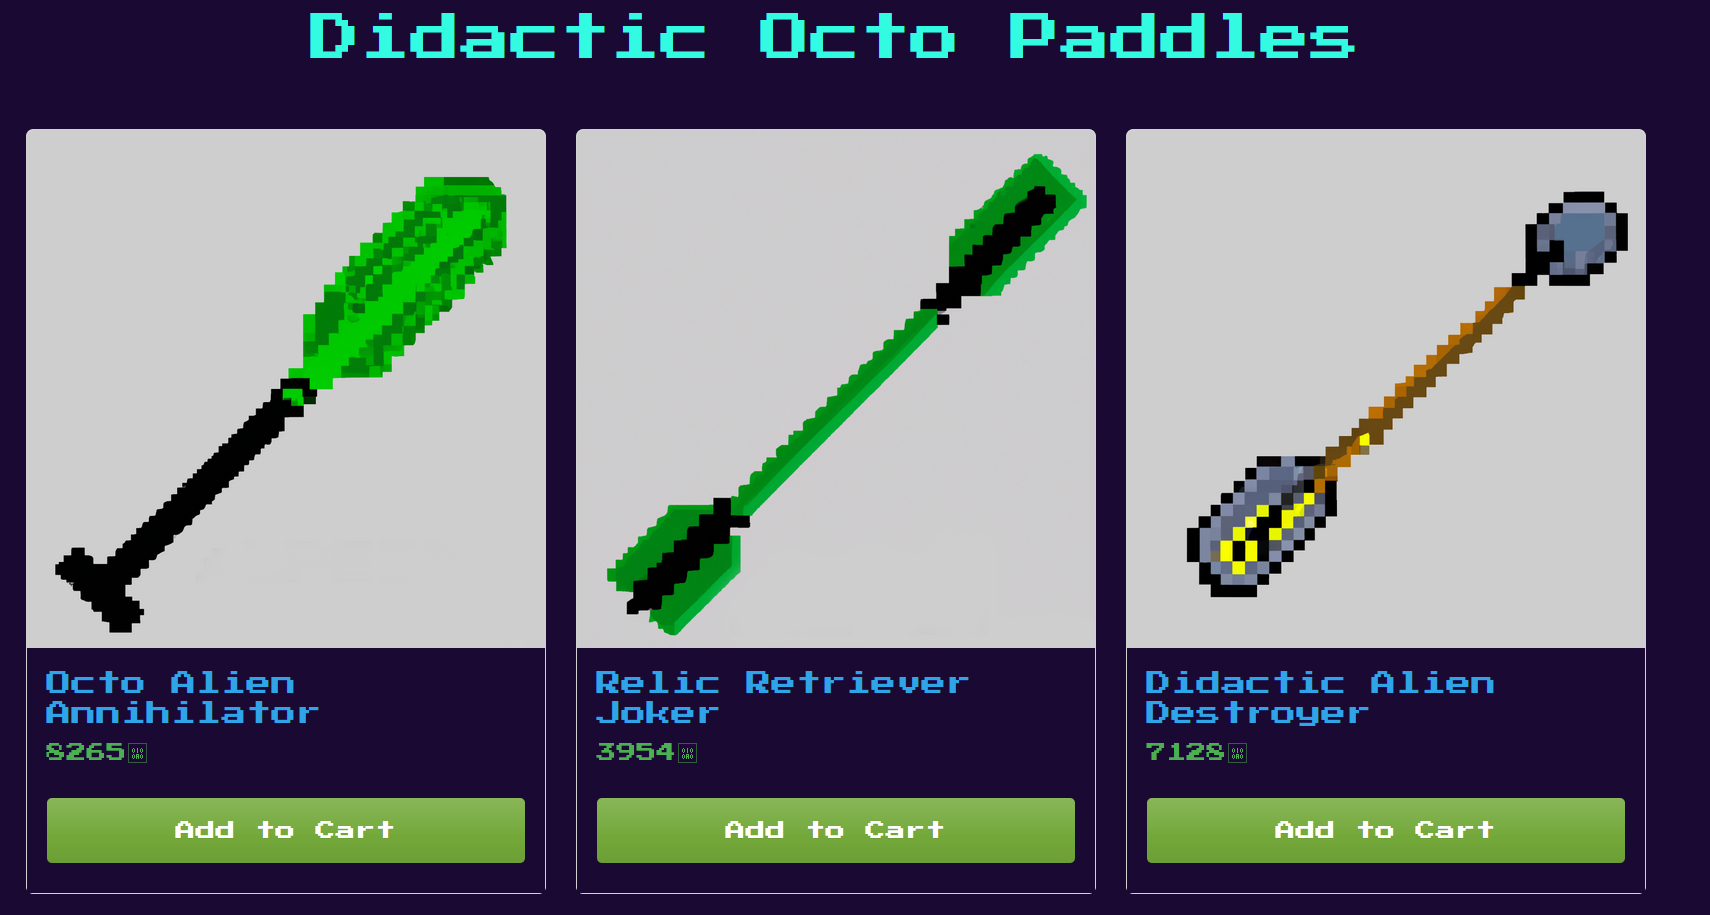 Didactic Octo Paddles
Octo Alien
Annihilator
8265
Add to Cart
Relic Retriever
Joker
3954
Add to Cart
Didactic Alien
Destroyer
7128
Add to Cart